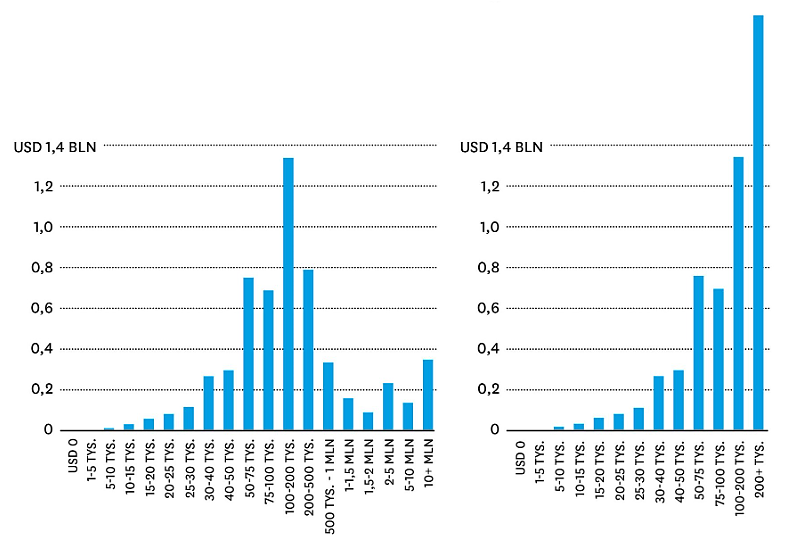 USD 1,4 BLN
1,2
1,0
0,8
0,6
0,4
0,2
0
USD 0
1-5 TYS.
5-10 TYS.
10-15 TYS.
15-20 TYS.
20-25 TYS.
25-30 TYS.
30-40 TYS.
40-50 TYS.
50-75 TYS.
75-100 TYS.
100-200 TYS.
200-500 TYS.
500 TYS. - 1 MLN
1-1,5 MLN
1,5-2 MLN
2-5 MLN
5-10 MLN
10+ MLN
USD 1,4 BLN
1,2
1,0
0,8
0,6
0,4
0,2
0
USD 0
1-5 TYS.
5-10 TYS.
10-15 TYS.
15-20 TYS.
20-25 TYS.
25-30 TYS.
30-40 TYS.
40-50 TYS.
50-75 TYS.
75-100 TYS.
100-200 TYS.
200+ TYS.